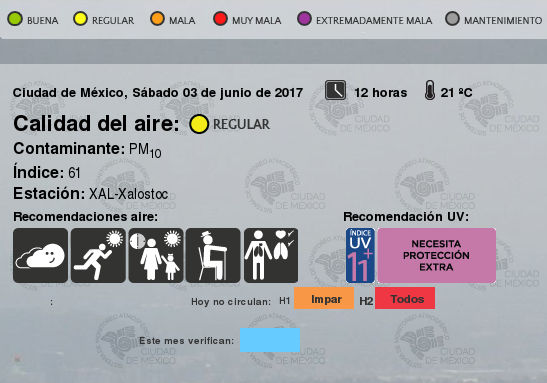 BUENA REGULAR MALA MUY MALA EXTREMADAMENTE MALA MANTENIMIENTO
Ciudad de México, Sábado 03 de junio de 2017 12 horas 21 ºC
Calidad del aire: REGULAR
Contaminante: PM10
Índice: 61
Estación: XAL-Xalostoc
Recomendaciones aire: Recomendación UV:
ÍNDICE
UV
11+
NECESITA
PROTECCIÓN
EXTRA
: Hoy no circulan: H1 Impar H2 Todos
Este mes verifican:
CIUDAD
DE MÉXICO